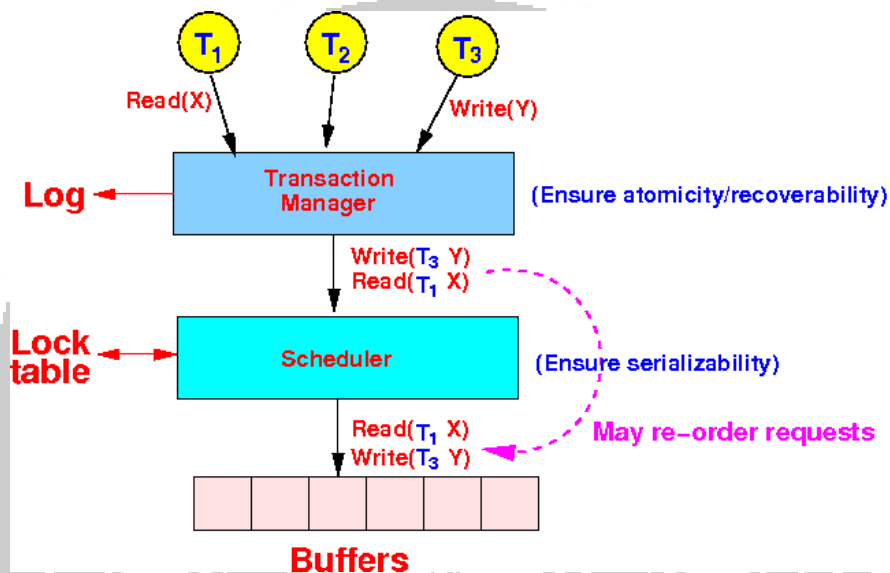 T1
T2
T3
Read(X)
Write(Y)
Transaction
Manager
Log
(Ensure atomicity/recoverability)
Write(T3 Y)
Read(T1 X)
Lock
table
Scheduler
(Ensure serializability)
Read(T1 X)
Write(T3 Y)
May re-order requests
Buffers